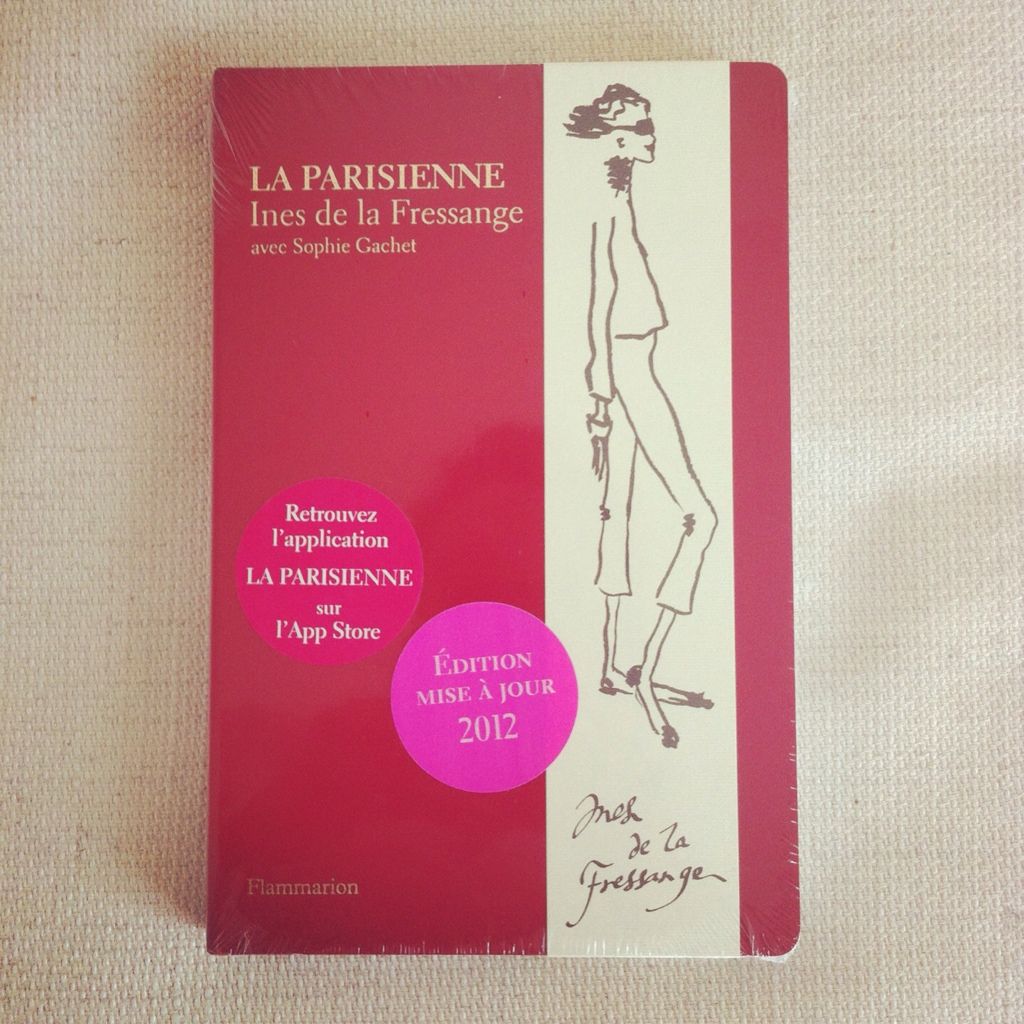 LA PARISIENNE
Ines de la Fressange
avec Sophie Gachet
Retrouvez
l'application
LA PARISIENNE
sur
l'App Store
ÉDITION
MISE À JOUR
2012
Ines
de la
Fressange
Flammarion